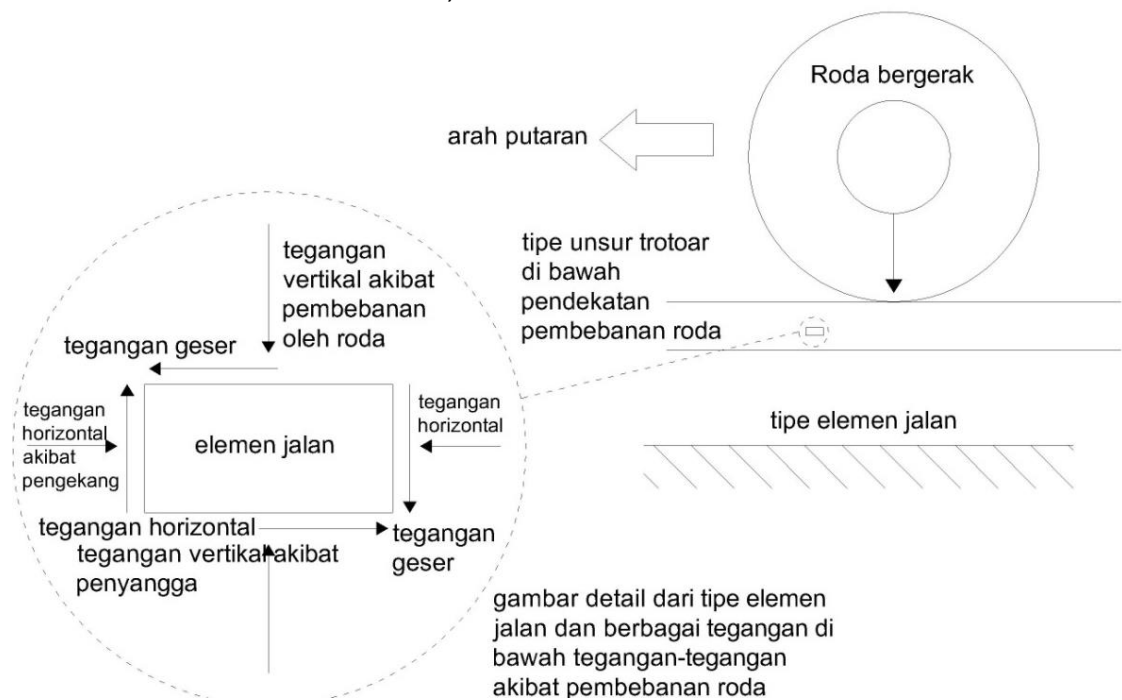 Roda bergerak
arah putaran
tegangan
vertikal akibat
pembebanan
oleh roda
tipe unsur trotoar
di bawah
pendekatan
pembebanan roda
tegangan geser
tegangan
horizontal
akibat
pengekang
elemen jalan
tegangan
horizontal
tipe elemen jalan
tegangan horizontal
tegangan vertikal akibat
penyangga
tegangan
geser
gambar detail dari tipe elemen
jalan dan berbagai tegangan di
bawah tegangan-tegangan
akibat pembebanan roda